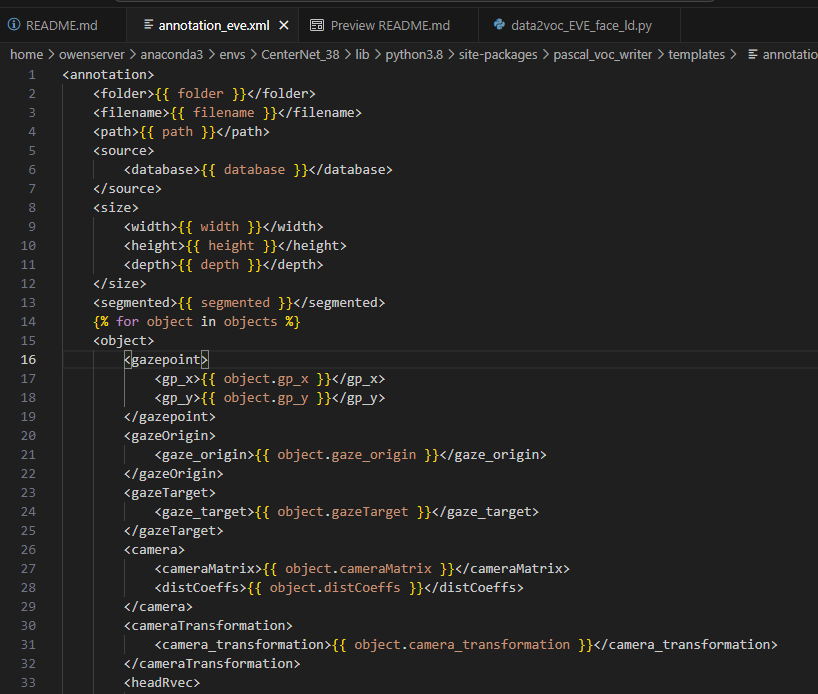 README.md
annotation_eve.xml
Preview README.md
data2voc_EVE_face_ld.py
home > owenserver > anaconda3 > envs > CenterNet_38 > lib > python3.8 > site-packages > pascal_voc_writer > templates > annotatio
1 <annotation>
2 <folder>{{ folder }}</folder>
3 <filename>{{ filename }}</filename>
4 <path>{{ path }}</path>
5 <source>
6 <database>{{ database }}</database>
7 </source>
8 <size>
9 <width>{{ width }}</width>
10 <height>{{ height }}</height>
11 <depth>{{ depth }}</depth>
12 </size>
13 <segmented>{{ segmented }}</segmented>
14 {% for object in objects %}
15 <object>
16 <gazepoint>
17 <gp_x>{{ object.gp_x }}</gp_x>
18 <gp_y>{{ object.gp_y }}</gp_y>
19 </gazepoint>
20 <gazeOrigin>
21 <gaze_origin>{{ object.gaze_origin }}</gaze_origin>
22 </gazeOrigin>
23 <gazeTarget>
24 <gaze_target>{{ object.gazeTarget }}</gaze_target>
25 </gazeTarget>
26 <camera>
27 <cameraMatrix>{{ object.cameraMatrix }}</cameraMatrix>
28 <distCoeffs>{{ object.distCoeffs }}</distCoeffs>
29 </camera>
30 <cameraTransformation>
31 <camera_transformation>{{ object.camera_transformation }}</camera_transformation>
32 </cameraTransformation>
33 <headRvec>